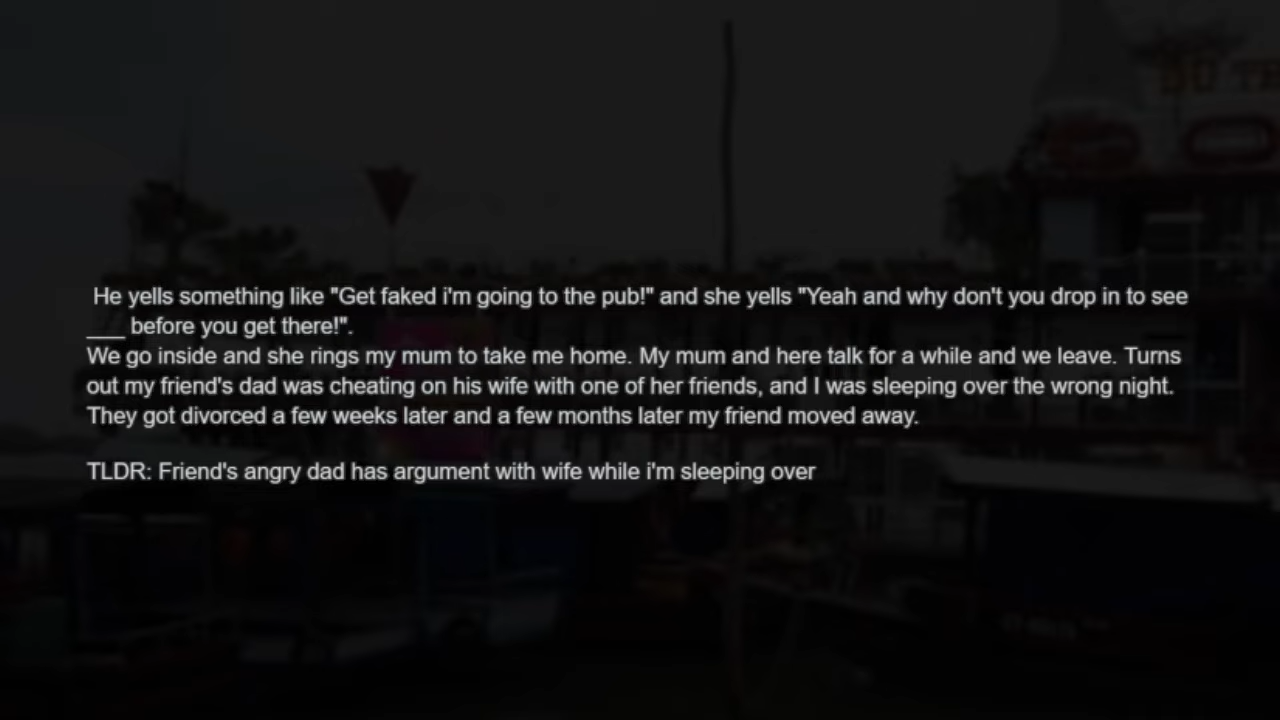 He yells something like "Get faked i'm going to the pub!" and she yells "Yeah and why don't you drop in to see
___ before you get there!".
We go inside and she rings my mum to take me home. My mum and here talk for a while and we leave. Turns
out my friend's dad was cheating on his wife with one of her friends, and I was sleeping over the wrong night.
They got divorced a few weeks later and a few months later my friend moved away.
TLDR: Friend's angry dad has argument with wife while i'm sleeping over